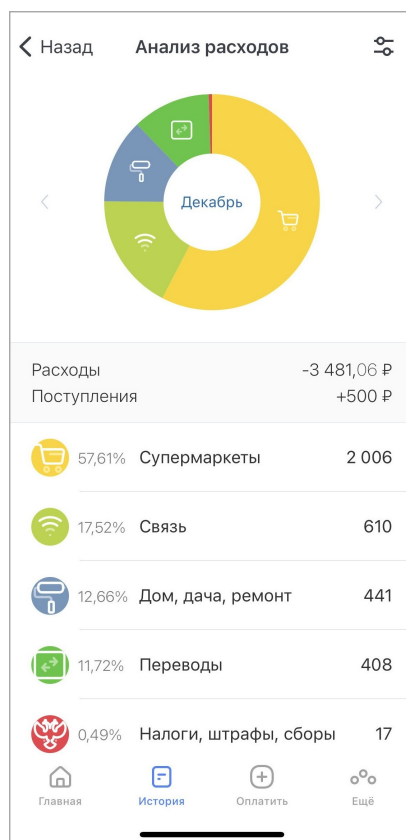 Назад Анализ расходов
Декабрь
Расходы -3 481,06 ₽
Поступления +500 ₽
57,61% Супермаркеты 2 006
17,52% Связь 610
12,66% Дом, дача, ремонт 441
11,72% Переводы 408
0,49% Налоги, штрафы, сборы 17
Главная История Оплатить Ещё